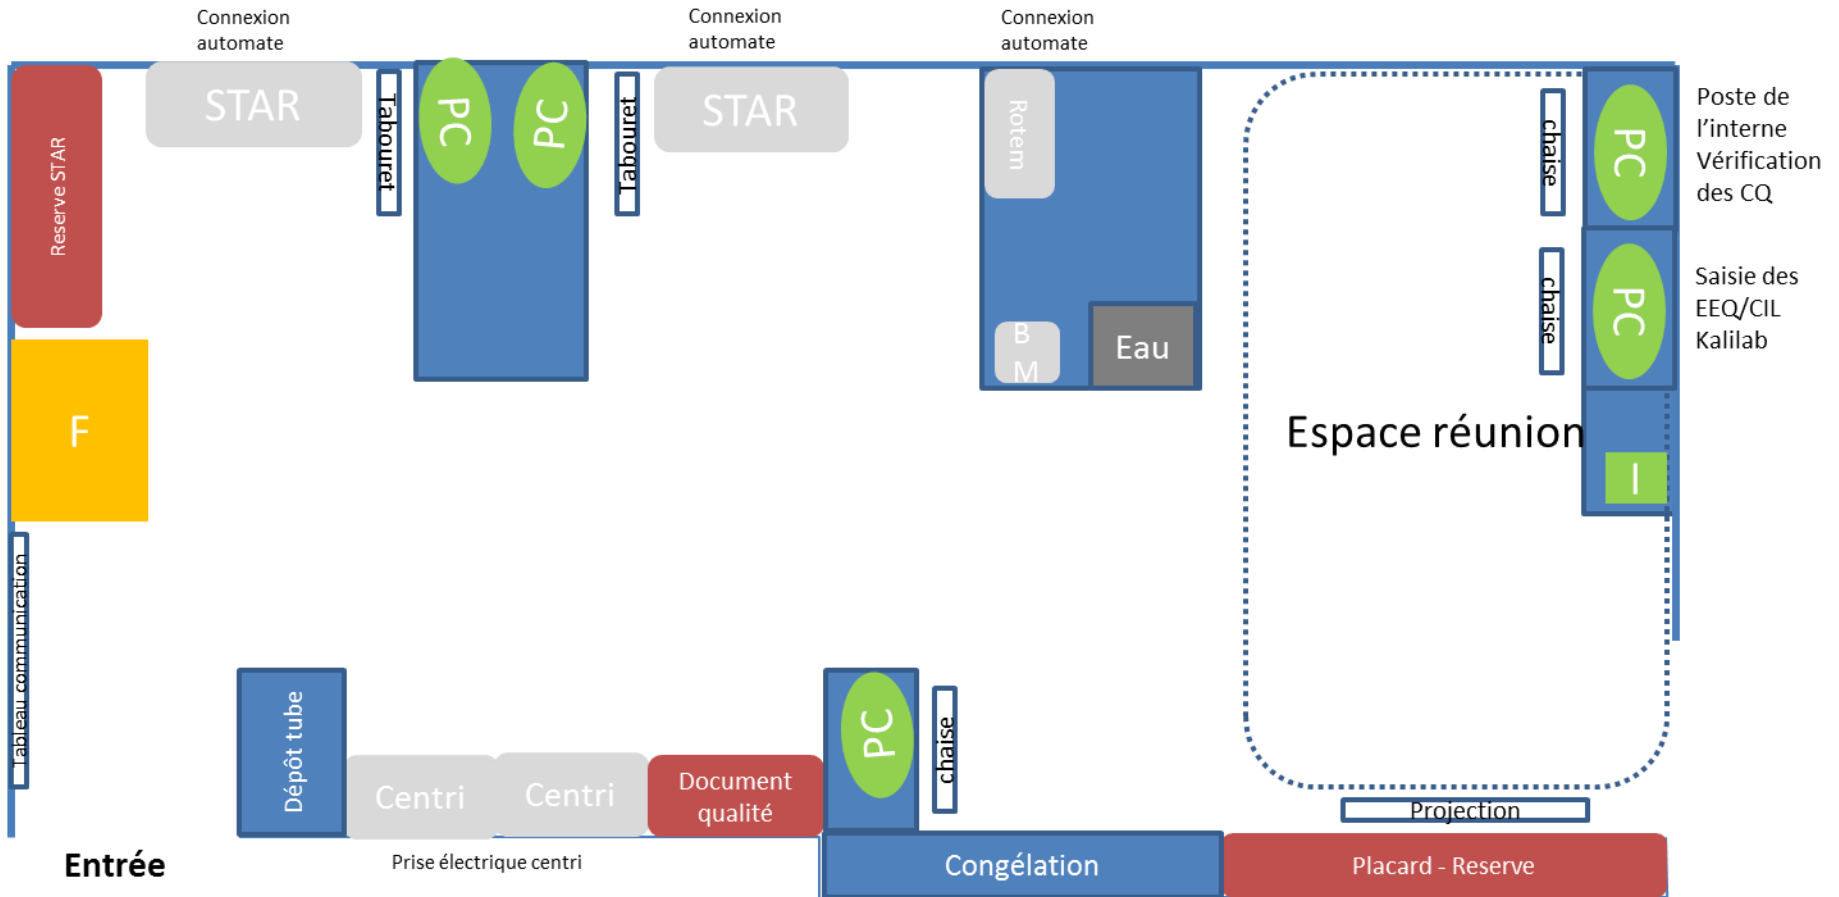 Connexion
automate
Connexion
automate
Connexion
automate
Reserve STAR
STAR
Tabouret
PC
PC
Tabouret
STAR
Rotem
chaise
PC
Poste de
l’interne
Vérification
des CQ
B
M
Eau
chaise
PC
Saisie des
EEQ/CIL
Kalilab
F
Espace réunion
I
Tableau communication
Dépôt tube
Centri
Centri
Document
qualité
PC
chaise
Projection
Entrée
Prise électrique centri
Congélation
Placard - Reserve